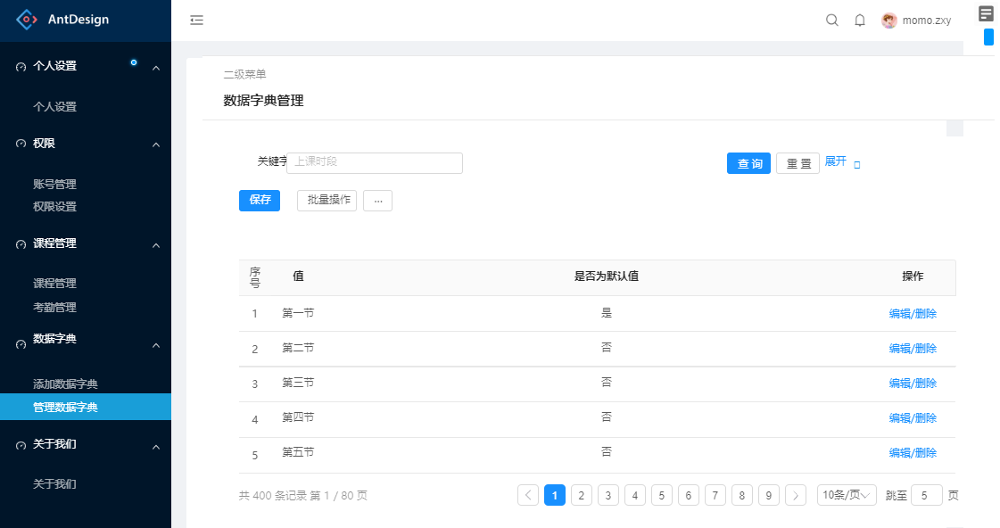 AntDesign
momo.zxy
个人设置
个人设置
权限
账号管理
权限设置
课程管理
课程管理
考勤管理
数据字典
添加数据字典
管理数据字典
关于我们
关于我们
二级菜单
数据字典管理
关键字 上课时段 查 询 重 置 展开
保存 批量操作 ...
序号 值 是否为默认值 操作
1 第一节 是 编辑/删除
2 第二节 否 编辑/删除
3 第三节 否 编辑/删除
4 第四节 否 编辑/删除
5 第五节 否 编辑/删除
共 400 条记录 第 1 / 80 页 1 2 3 4 5 6 7 8 9 10条/页 跳至 5 页